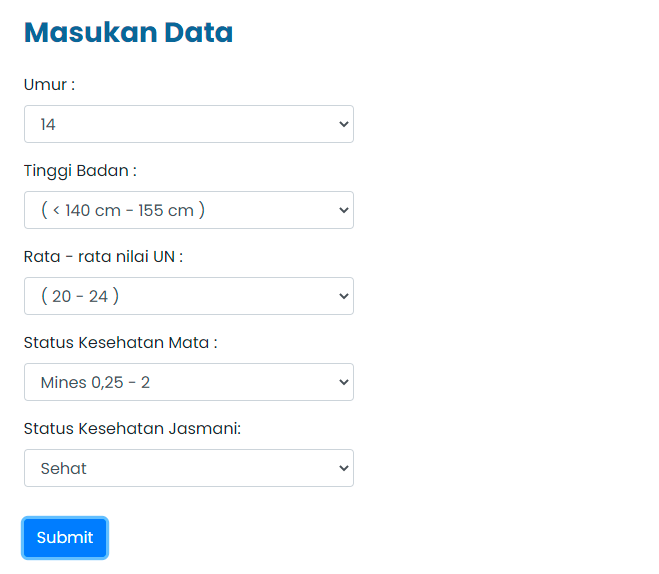 Masukan Data
Umur :
14
Tinggi Badan :
( < 140 cm - 155 cm )
Rata - rata nilai UN :
( 20 - 24 )
Status Kesehatan Mata :
Mines 0,25 - 2
Status Kesehatan Jasmani:
Sehat
Submit